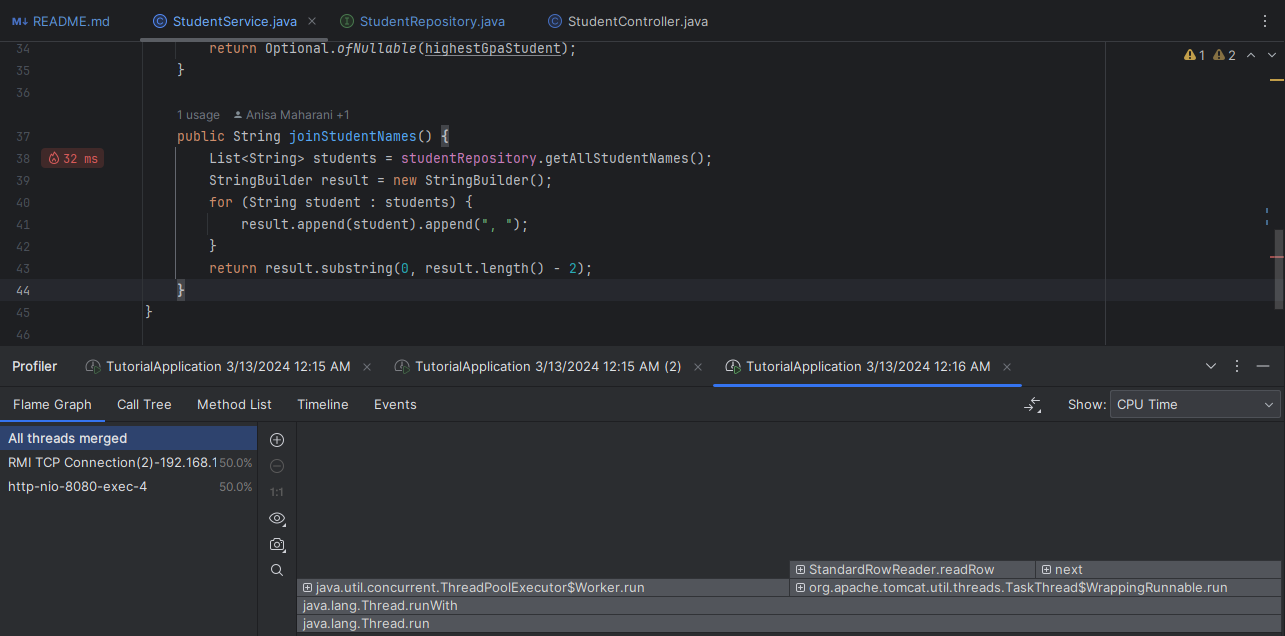 README.md StudentService.java StudentRepository.java StudentController.java
34 return Optional.ofNullable(highestGpaStudent); 1 2
35 }
36
1 usage Anisa Maharani +1
37 public String joinStudentNames() {
38 32 ms List<String> students = studentRepository.getAllStudentNames();
39 StringBuilder result = new StringBuilder();
40 for (String student : students) {
41 result.append(student).append(", ");
42 }
43 return result.substring(0, result.length() - 2);
44 }
45 }
46
Profiler TutorialApplication 3/13/2024 12:15 AM TutorialApplication 3/13/2024 12:15 AM (2) TutorialApplication 3/13/2024 12:16 AM
Flame Graph Call Tree Method List Timeline Events Show: CPU Time
All threads merged
RMI TCP Connection(2)-192.168.1 50.0%
http-nio-8080-exec-4 50.0%
1:1
StandardRowReader.readRow next
java.util.concurrent.ThreadPoolExecutor$Worker.run org.apache.tomcat.util.threads.TaskThread$WrappingRunnable.run
java.lang.Thread.runWith
java.lang.Thread.run